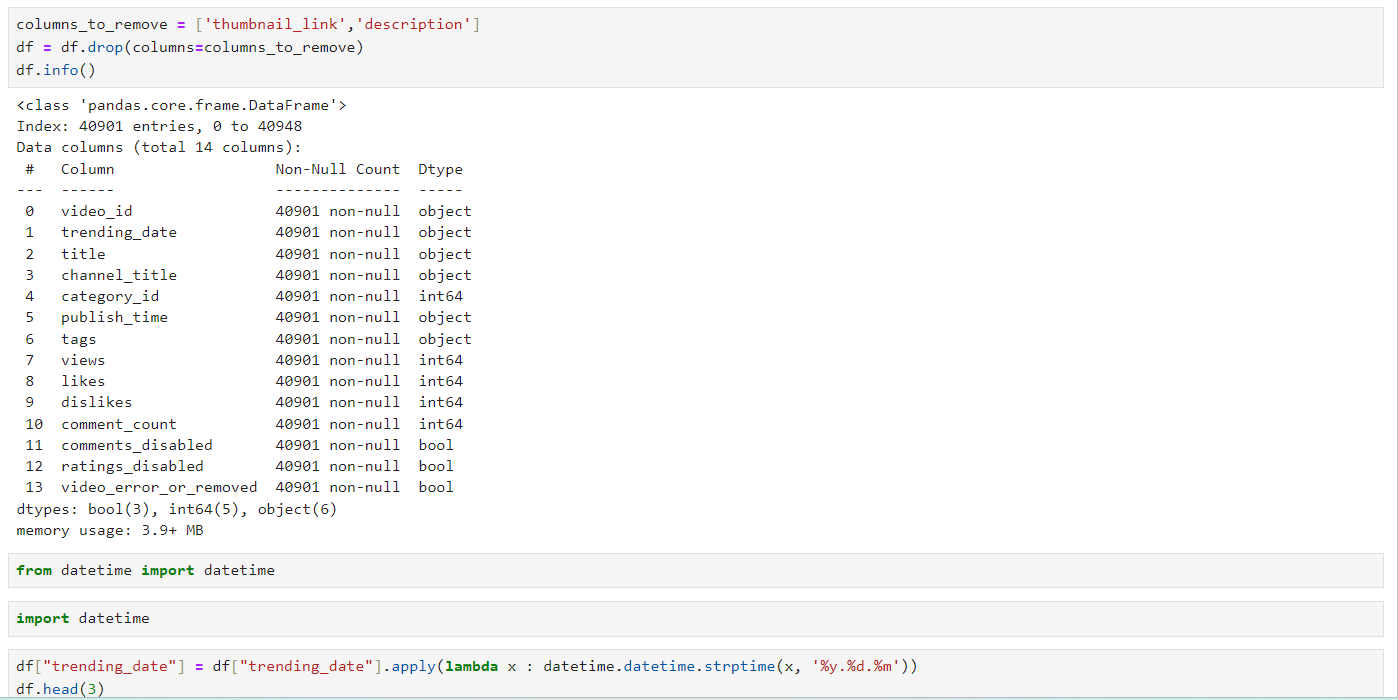 columns_to_remove = ['thumbnail_link','description']
df = df.drop(columns=columns_to_remove)
df.info()
<class 'pandas.core.frame.DataFrame'>
Index: 40901 entries, 0 to 40948
Data columns (total 14 columns):
 #   Column                  Non-Null Count  Dtype
---  ------                  --------------  -----
 0   video_id                40901 non-null  object
 1   trending_date           40901 non-null  object
 2   title                   40901 non-null  object
 3   channel_title           40901 non-null  object
 4   category_id             40901 non-null  int64
 5   publish_time            40901 non-null  object
 6   tags                    40901 non-null  object
 7   views                   40901 non-null  int64
 8   likes                   40901 non-null  int64
 9   dislikes                40901 non-null  int64
 10  comment_count           40901 non-null  int64
 11  comments_disabled       40901 non-null  bool
 12  ratings_disabled        40901 non-null  bool
 13  video_error_or_removed  40901 non-null  bool
dtypes: bool(3), int64(5), object(6)
memory usage: 3.9+ MB
from datetime import datetime
import datetime
df["trending_date"] = df["trending_date"].apply(lambda x : datetime.datetime.strptime(x, '%y.%d.%m'))
df.head(3)